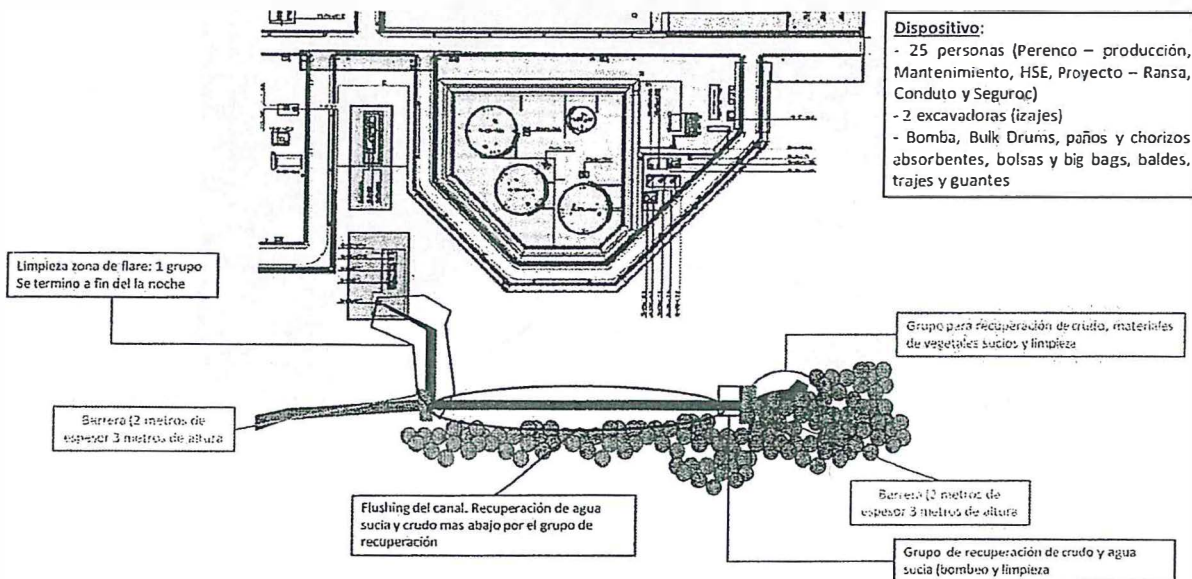 Dispositivo:
- 25 personas (Perenco – producción,
Mantenimiento, HSE, Proyecto – Ransa,
Conduto y Seguroc)
- 2 excavadoras (izajes)
- Bomba, Bulk Drums, paños y chorizos
absorbentes, bolsas y big bags, baldes,
trajes y guantes
Limpieza zona de flare: 1 grupo
Se termino a fin del la noche
Grupo para recuperación de crudo, materiales
de vegetales sucios y limpieza
Barrera (2 metros de
espesor 3 metros de altura
Flushing del canal. Recuperación de agua
sucia y crudo mas abajo por el grupo de
recuperación
Barrera (2 metros de
espesor 3 metros de altura
Grupo de recuperación de crudo y agua
sucia (bombeo y limpieza